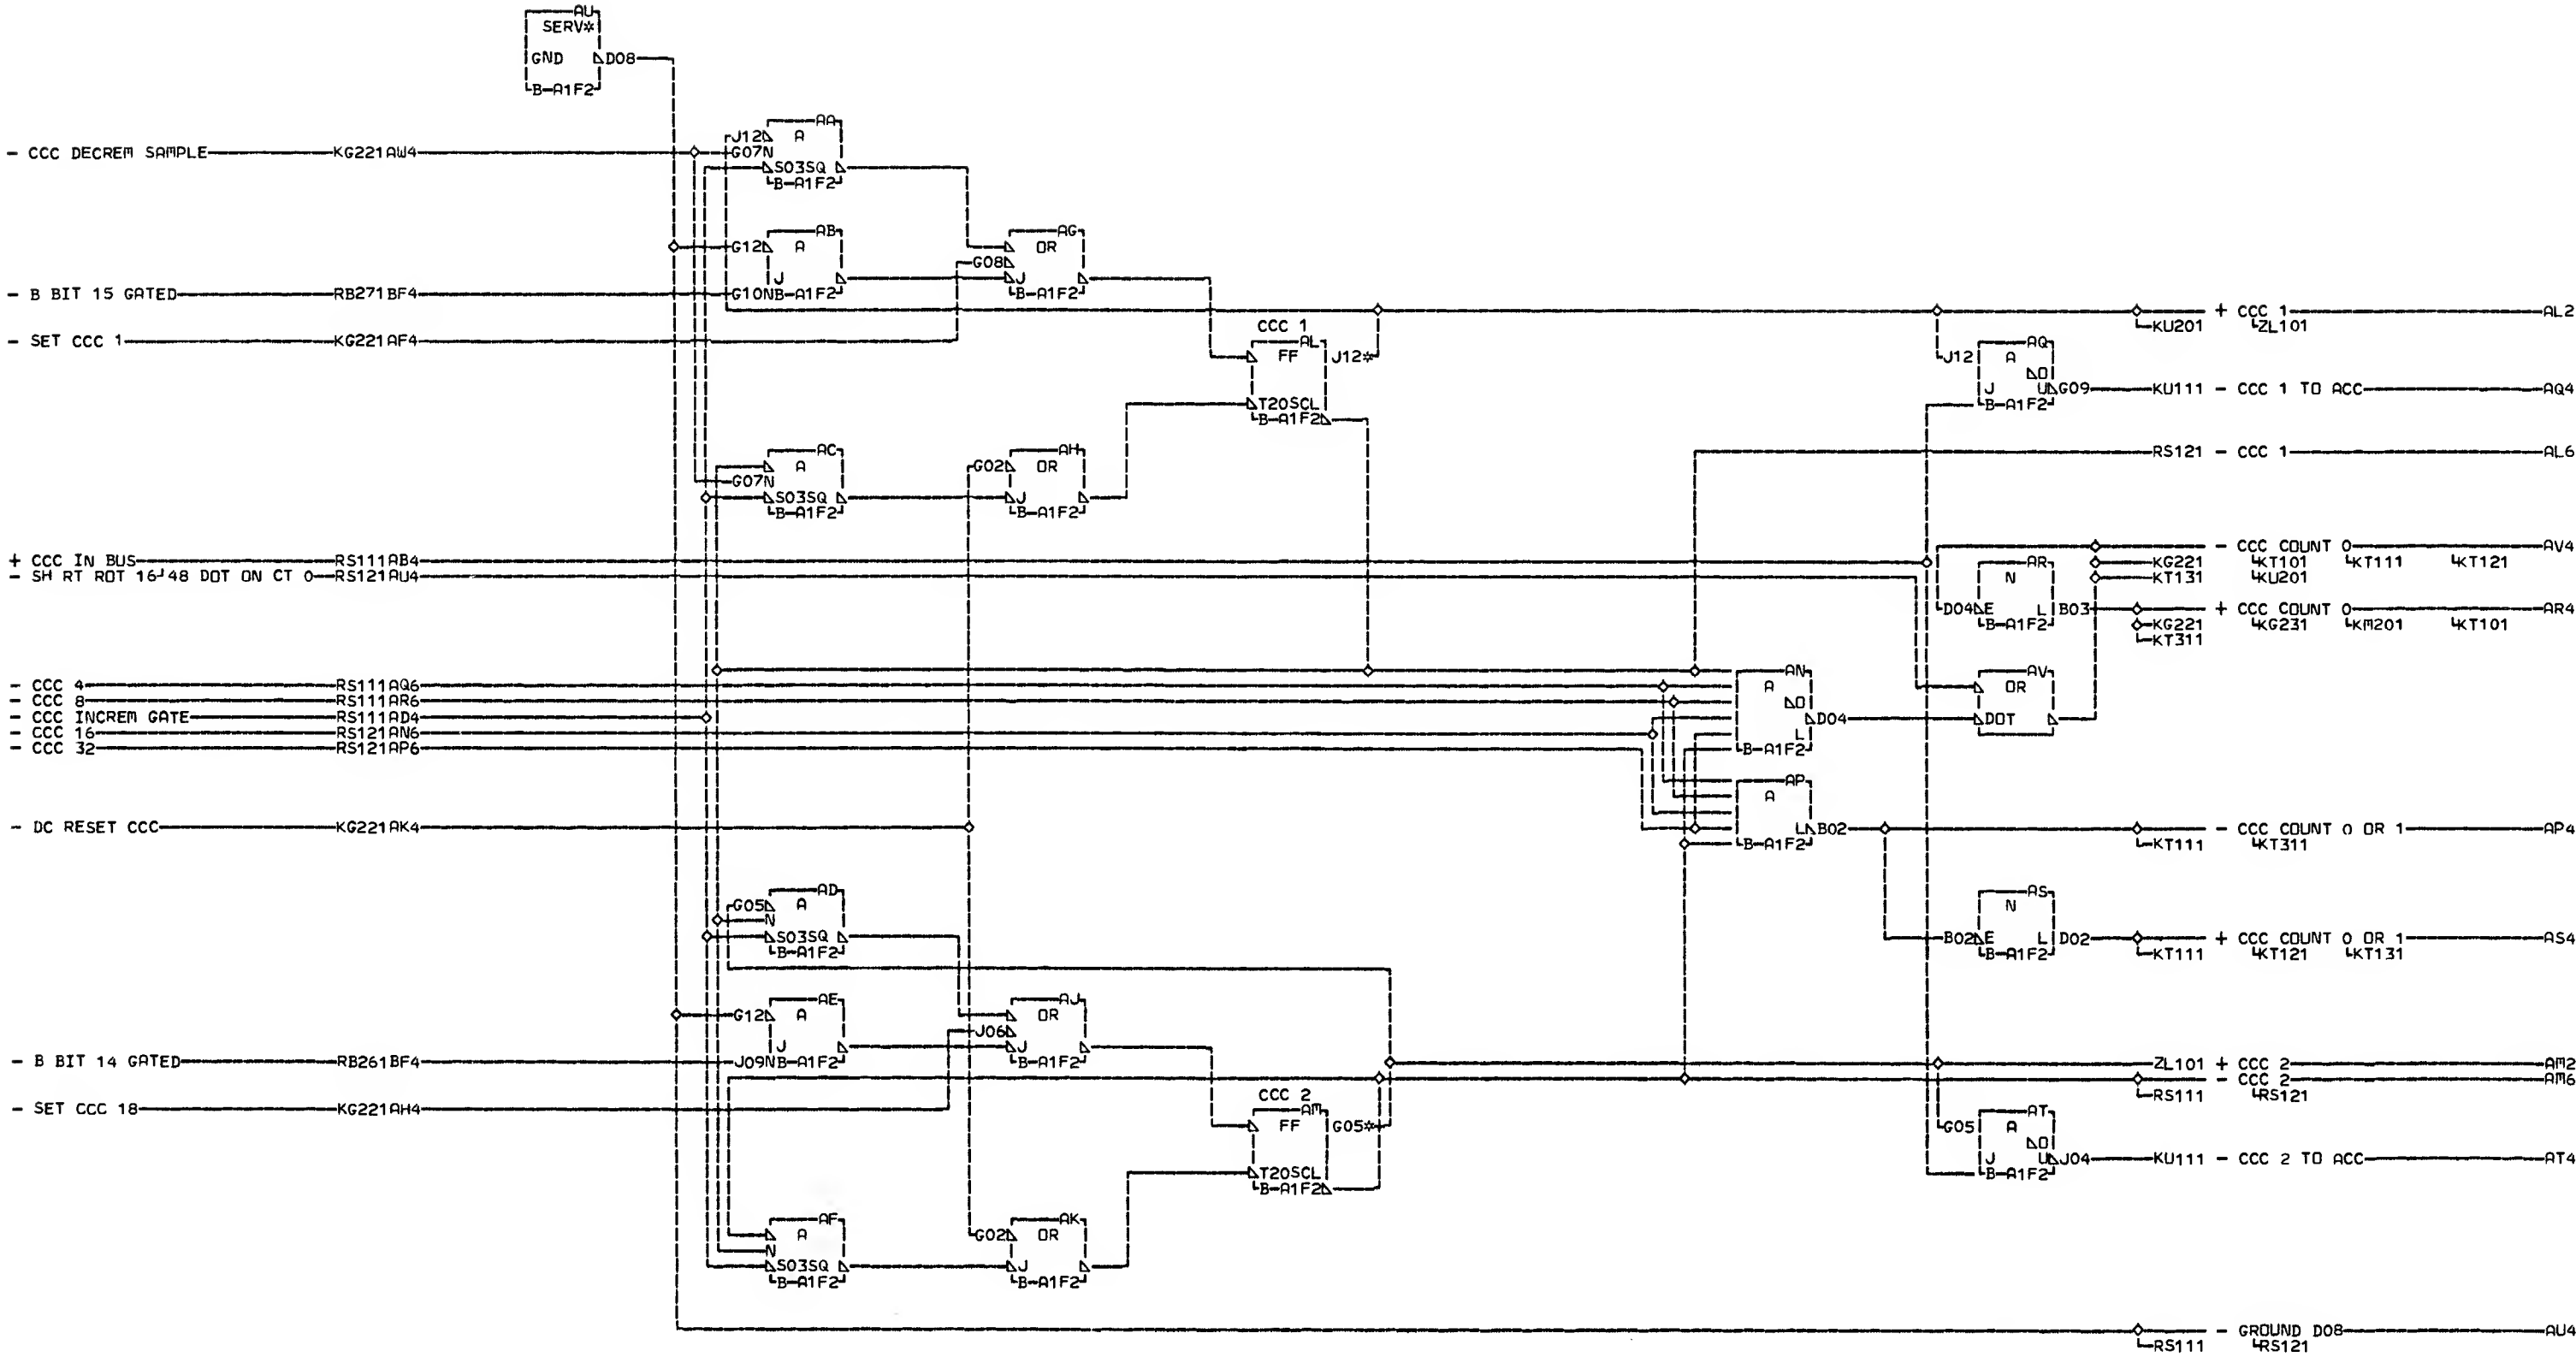 AU
SERV*
GND D08
B-A1F2
AA
J12 A
- CCC DECREM SAMPLE KG221AW4 G07N
S03SQ
B-A1F2
AB
G12 A
J
- B BIT 15 GATED RB271BF4 G10N B-A1F2
AG
OR
G08
J
B-A1F2
- SET CCC 1 KG221AF4
CCC 1
AL
FF J12*
T20SCL
B-A1F2
+ CCC 1 AL2
KU201 ZL101
AQ
J12 A
O
J U G09 KU111 - CCC 1 TO ACC AQ4
B-A1F2
AC
A
G07N
S03SQ
B-A1F2
AH
G02 OR
J
B-A1F2
RS121 - CCC 1 AL6
+ CCC IN BUS RS111AB4
- SH RT ROT 16 48 DOT ON CT 0 RS121AU4
- CCC COUNT 0 AV4
KG221 KT101 KT111 KT121
KT131 KU201
AR
N
D04 E L B03 + CCC COUNT 0 AR4
B-A1F2 KG221 KG231 KM201 KT101
KT311
- CCC 4 RS111AQ6
- CCC 8 RS111AR6
- CCC INCREM GATE RS111AD4
- CCC 16 RS121AN6
- CCC 32 RS121AP6
AN
A
O
D04
L
B-A1F2
AV
OR
DOT
AP
A
L B02 - CCC COUNT 0 OR 1 AP4
B-A1F2 KT111 KT311
- DC RESET CCC KG221AK4
AD
G05 A
N
S03SQ
B-A1F2
AS
N
B02 E L D02 + CCC COUNT 0 OR 1 AS4
B-A1F2 KT111 KT121 KT131
AE
G12 A
J
- B BIT 14 GATED RB261BF4 J09N B-A1F2
AJ
OR
J06
J
B-A1F2
ZL101 + CCC 2 AM2
- CCC 2 AM6
RS111 RS121
- SET CCC 18 KG221AH4
CCC 2
AM
FF G05*
T20SCL
B-A1F2
AT
G05 A
O
J U J04 KU111 - CCC 2 TO ACC AT4
B-A1F2
AF
A
N
S03SQ
B-A1F2
AK
G02 OR
J
B-A1F2
- GROUND D08 AU4
RS111 RS121